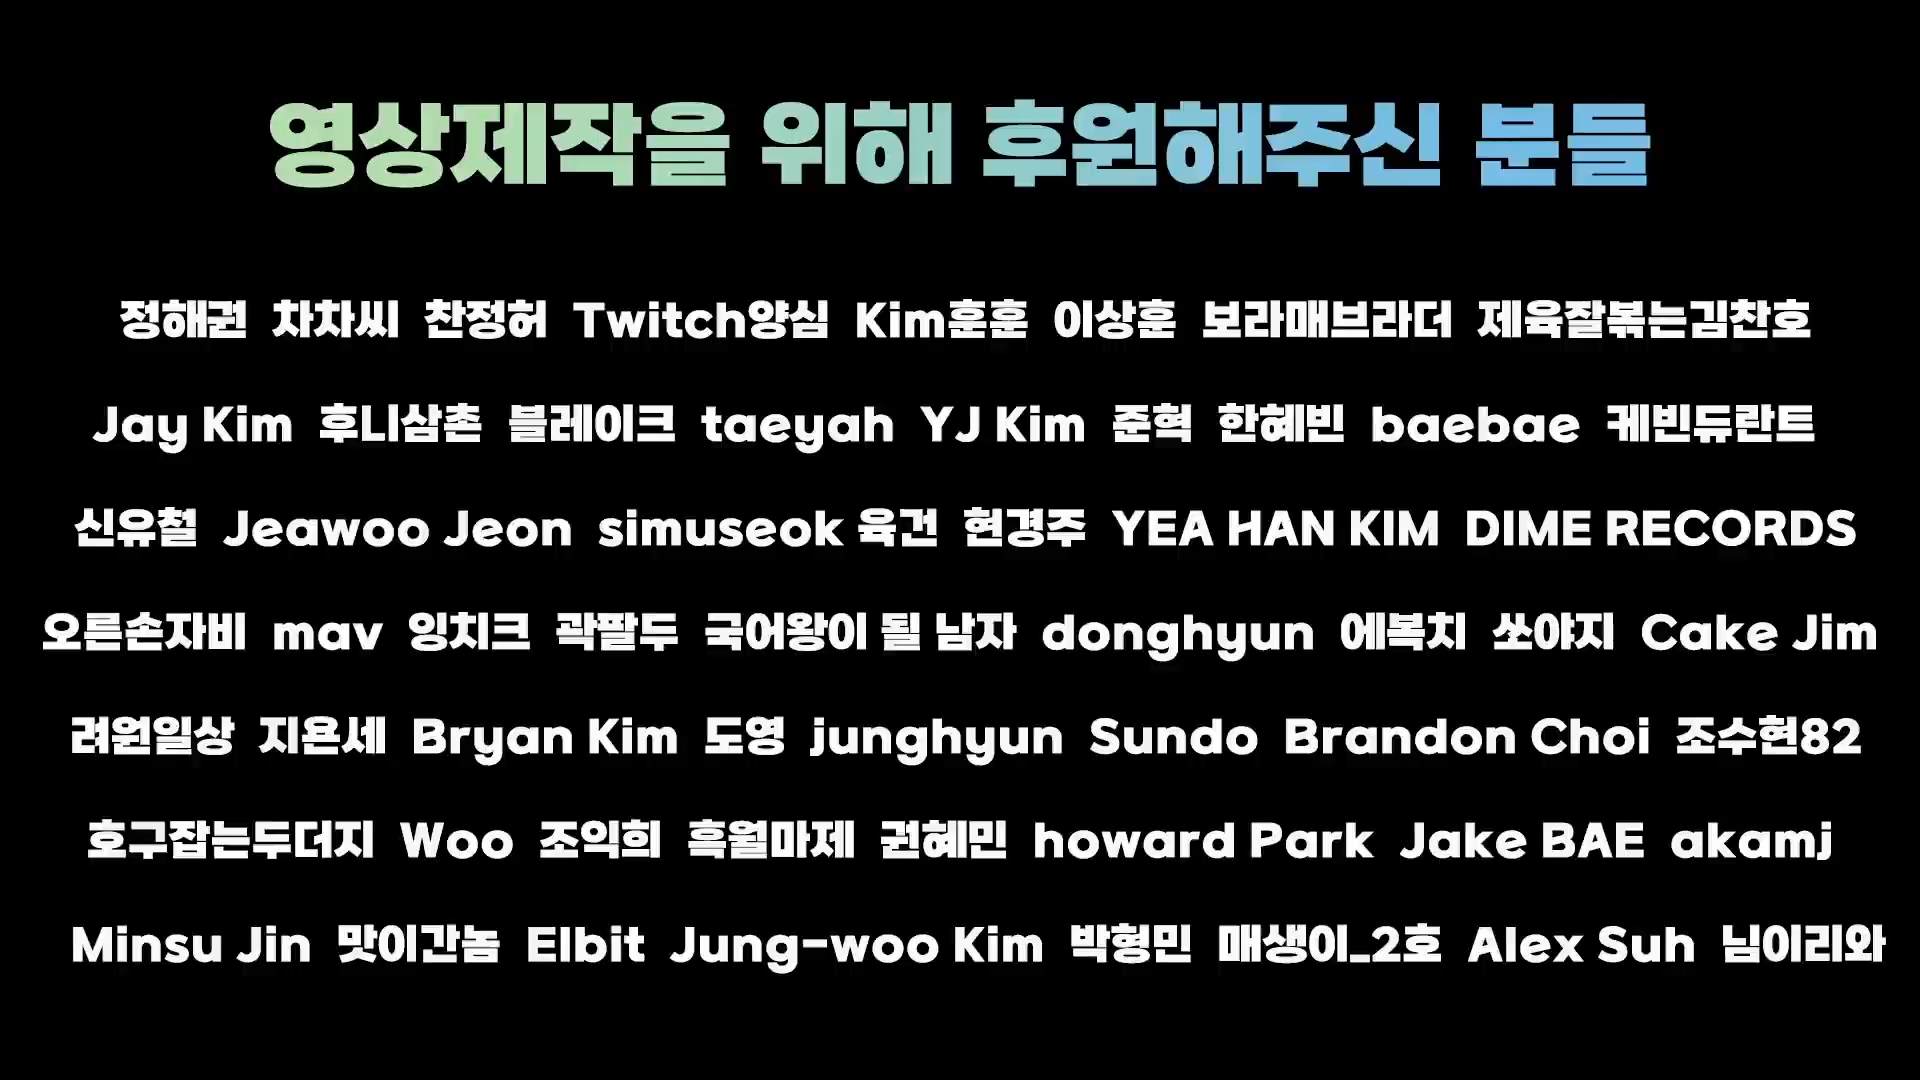 영상제작을 위해 후원해주신 분들
정해권 차차씨 찬정허 Twitch양심 Kim훈훈 이상훈 보라매브라더 제육잘볶는김찬호
Jay Kim 후니삼촌 블레이크 taeyah YJ Kim 준혁 한혜빈 baebae 케빈듀란트
신유철 Jeawoo Jeon simuseok 육건 현경주 YEA HAN KIM DIME RECORDS
오른손자비 mav 잉치크 곽팔두 국어왕이 될 남자 donghyun 에복치 쏘야지 Cake Jim
려원일상 지욘세 Bryan Kim 도영 junghyun Sundo Brandon Choi 조수현82
호구잡는두더지 Woo 조익희 흑월마제 권혜민 howard Park Jake BAE akamj
Minsu Jin 맛이간놈 Elbit Jung-woo Kim 박형민 매생이_2호 Alex Suh 님이리와